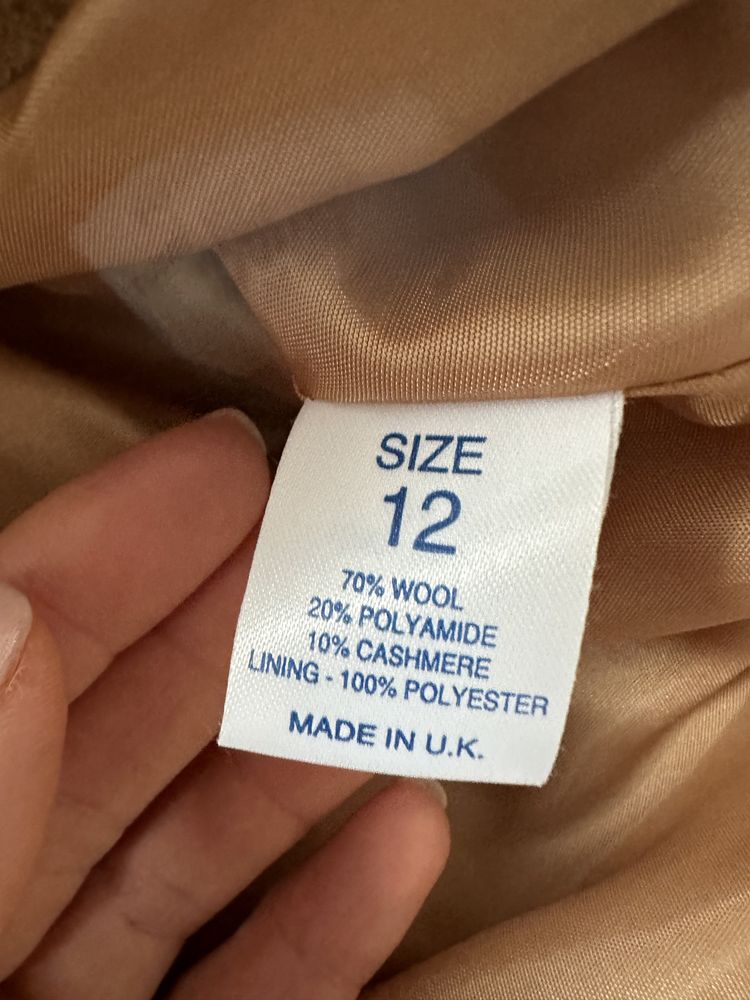 SIZE
12
70% WOOL
20% POLYAMIDE
10% CASHMERE
LINING - 100% POLYESTER
MADE IN U.K.